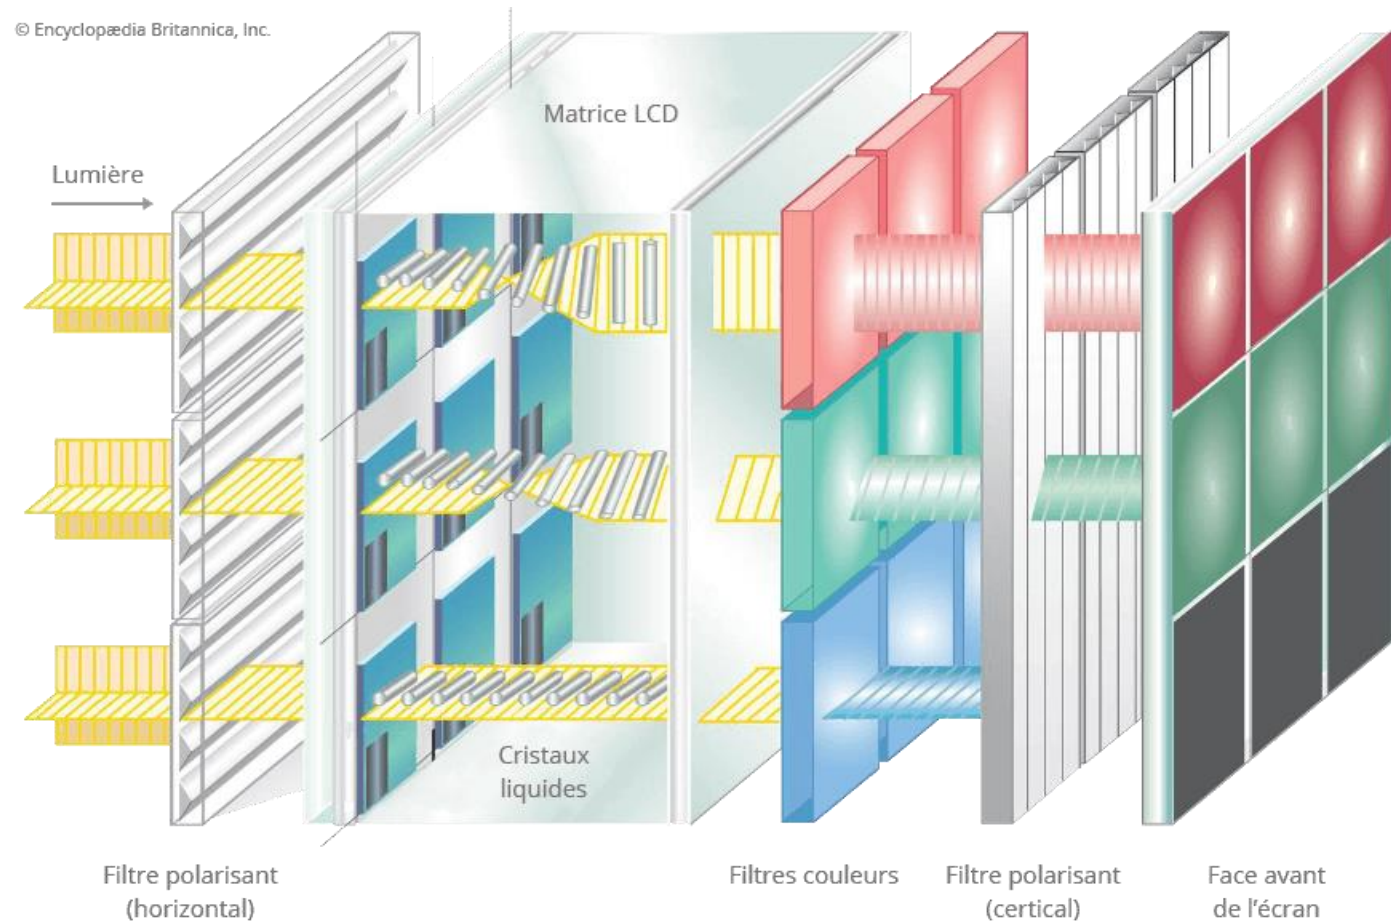 © Encyclopædia Britannica, Inc.
Matrice LCD
Lumière
Cristaux
liquides
Filtre polarisant
(horizontal)
Filtres couleurs
Filtre polarisant
(certical)
Face avant
de l'écran